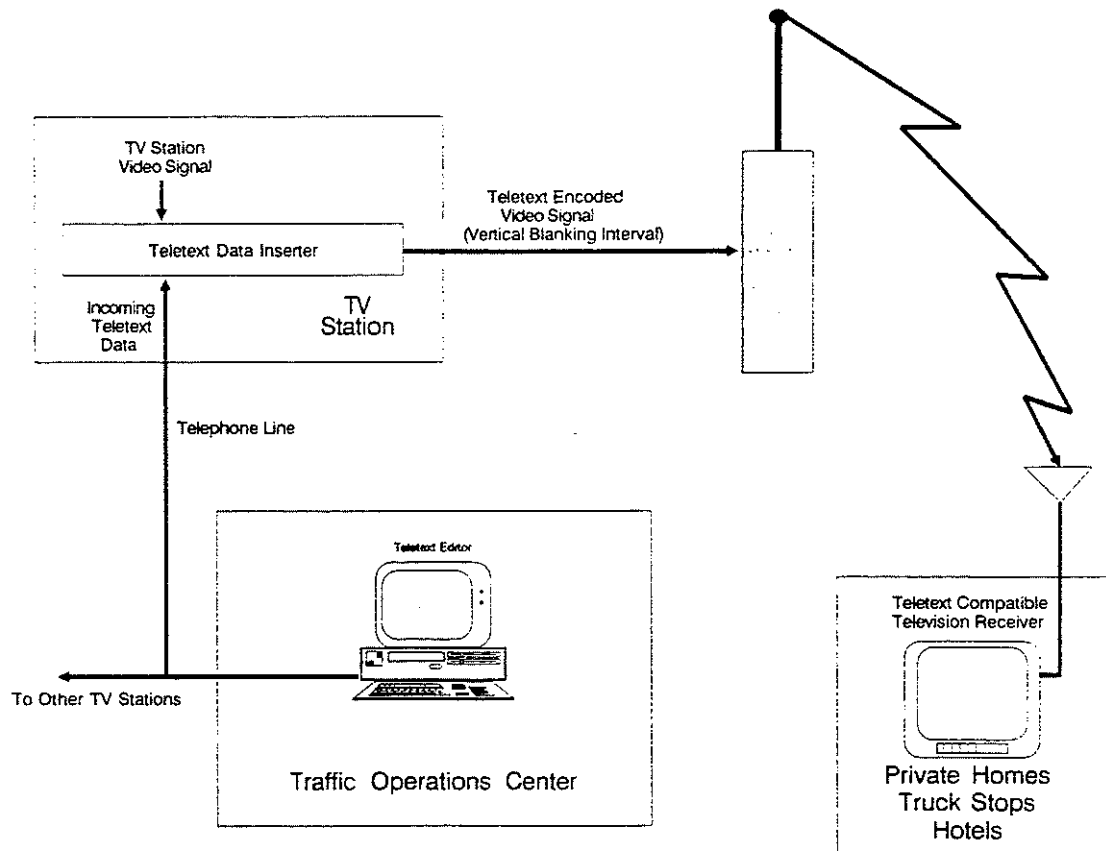 TV Station
Video Signal
Teletext Data Inserter
Incoming
Teletext
Data
TV
Station
Teletext Encoded
Video Signal
(Vertical Blanking Interval)
Telephone Line
Teletext Editor
To Other TV Stations
Traffic Operations Center
Teletext Compatible
Television Receiver
Private Homes
Truck Stops
Hotels